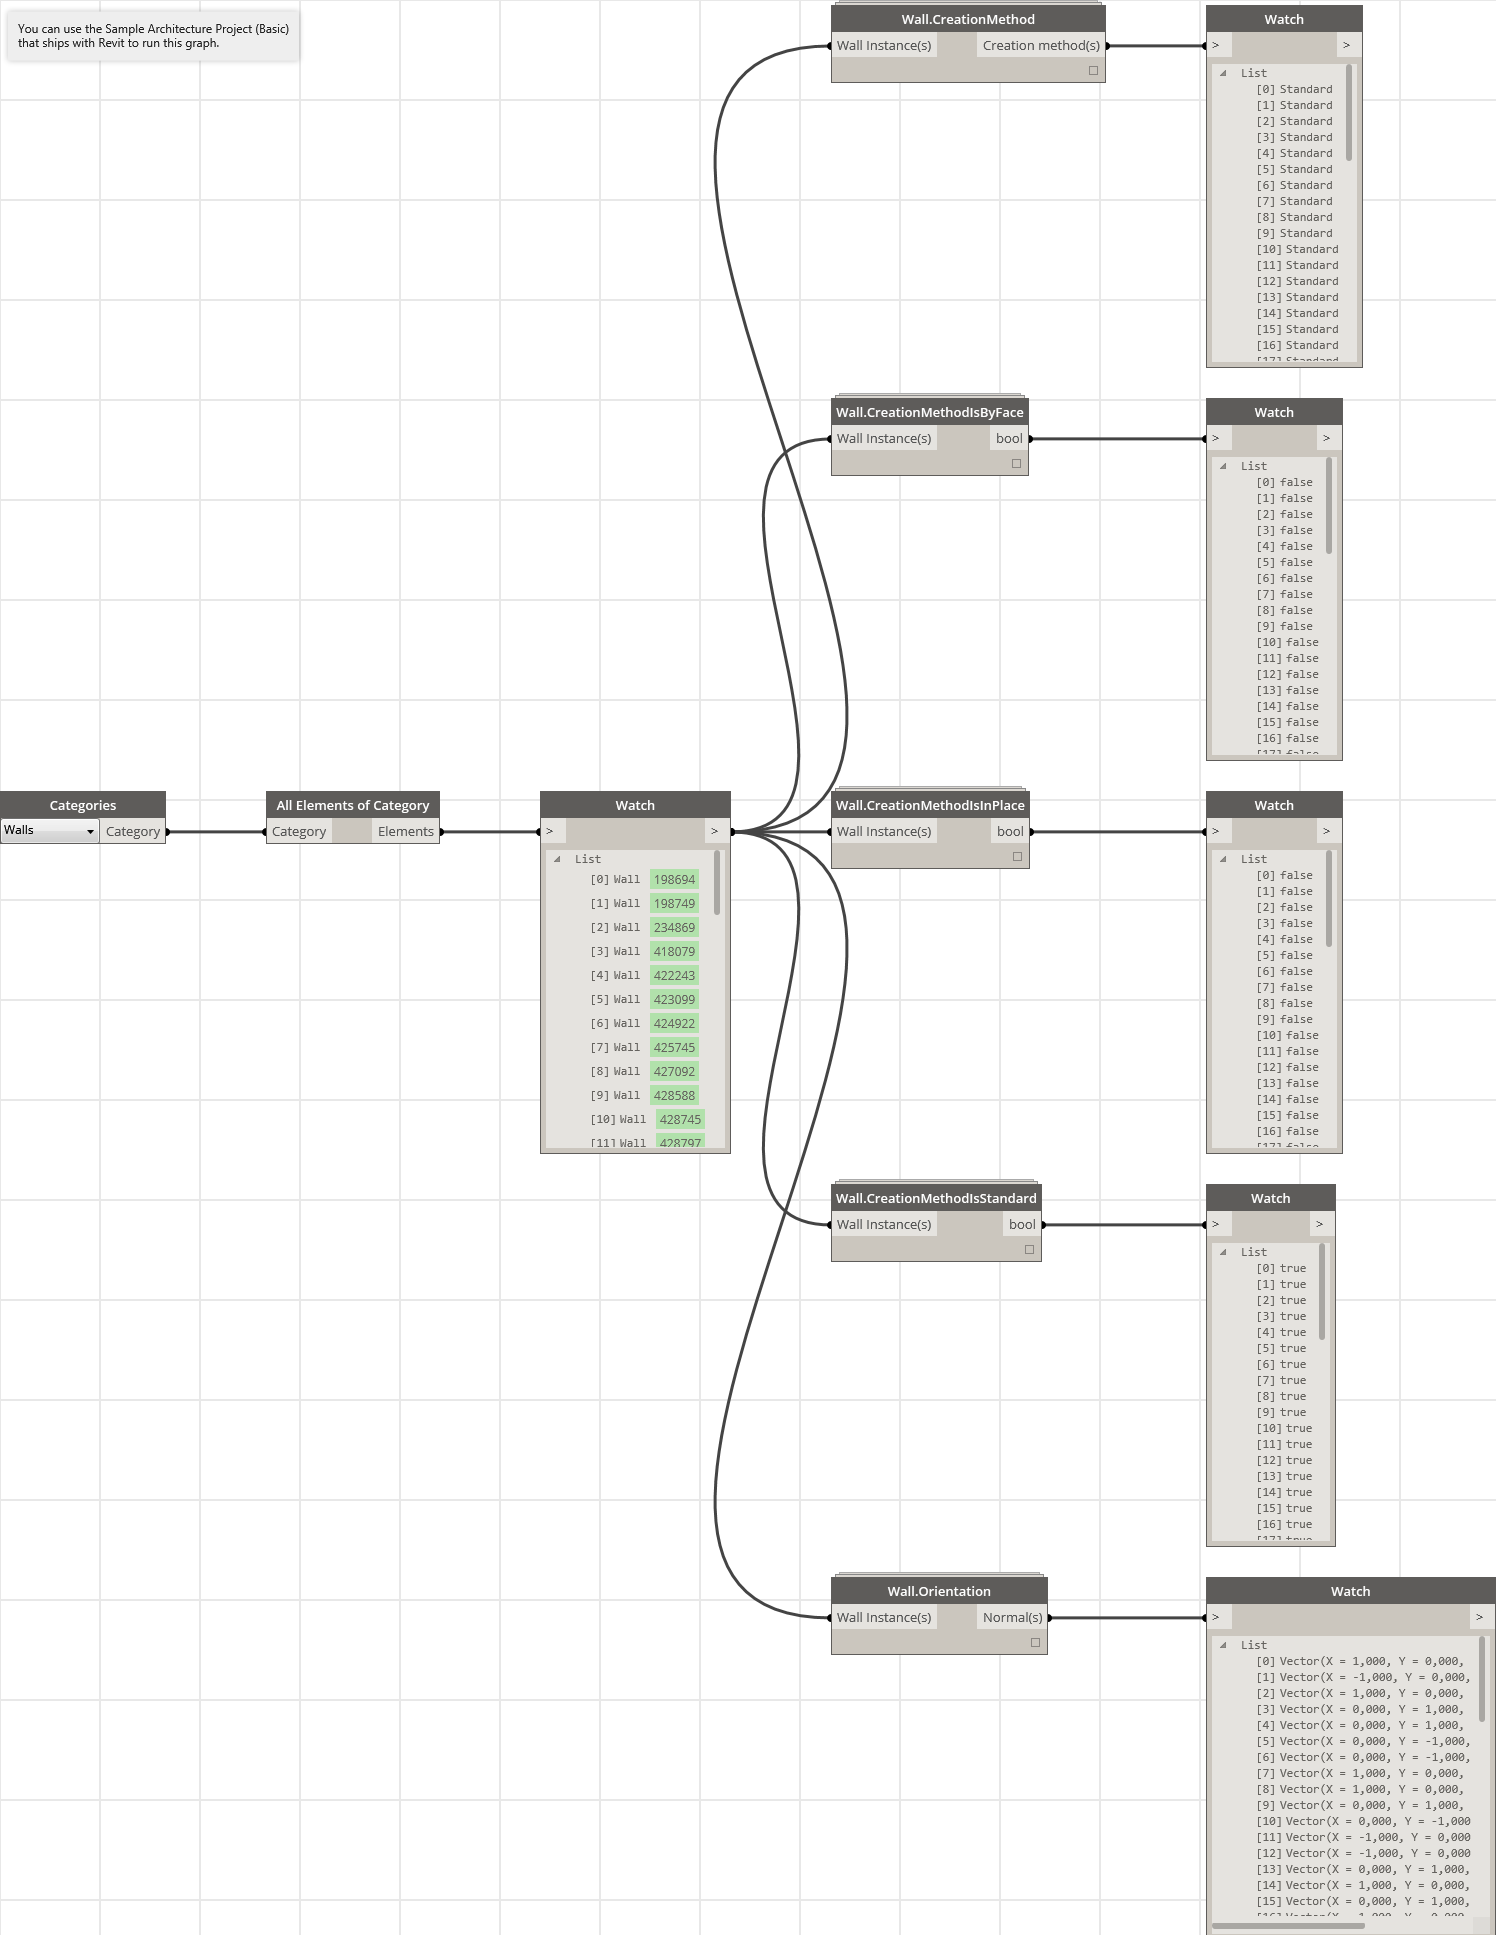 You can use the Sample Architecture Project (Basic)
that ships with Revit to run this graph.
Wall.CreationMethod
Wall Instance(s) Creation method(s)
Watch
> >
List
[0] Standard
[1] Standard
[2] Standard
[3] Standard
[4] Standard
[5] Standard
[6] Standard
[7] Standard
[8] Standard
[9] Standard
[10] Standard
[11] Standard
[12] Standard
[13] Standard
[14] Standard
[15] Standard
[16] Standard
[17] Standard
Wall.CreationMethodIsByFace
Wall Instance(s) bool
Watch
> >
List
[0] false
[1] false
[2] false
[3] false
[4] false
[5] false
[6] false
[7] false
[8] false
[9] false
[10] false
[11] false
[12] false
[13] false
[14] false
[15] false
[16] false
[17] false
Categories
Walls Category
All Elements of Category
Category Elements
Watch
> >
List
[0] Wall 198694
[1] Wall 198749
[2] Wall 234869
[3] Wall 418079
[4] Wall 422243
[5] Wall 423099
[6] Wall 424922
[7] Wall 425745
[8] Wall 427092
[9] Wall 428588
[10] Wall 428745
[11] Wall 428797
Wall.CreationMethodIsInPlace
Wall Instance(s) bool
Watch
> >
List
[0] false
[1] false
[2] false
[3] false
[4] false
[5] false
[6] false
[7] false
[8] false
[9] false
[10] false
[11] false
[12] false
[13] false
[14] false
[15] false
[16] false
[17] false
Wall.CreationMethodIsStandard
Wall Instance(s) bool
Watch
> >
List
[0] true
[1] true
[2] true
[3] true
[4] true
[5] true
[6] true
[7] true
[8] true
[9] true
[10] true
[11] true
[12] true
[13] true
[14] true
[15] true
[16] true
[17] true
Wall.Orientation
Wall Instance(s) Normal(s)
Watch
> >
List
[0] Vector(X = 1,000, Y = 0,000,
[1] Vector(X = -1,000, Y = 0,000,
[2] Vector(X = 1,000, Y = 0,000,
[3] Vector(X = 0,000, Y = 1,000,
[4] Vector(X = 0,000, Y = 1,000,
[5] Vector(X = 0,000, Y = -1,000,
[6] Vector(X = 0,000, Y = -1,000,
[7] Vector(X = 1,000, Y = 0,000,
[8] Vector(X = 1,000, Y = 0,000,
[9] Vector(X = 0,000, Y = 1,000,
[10] Vector(X = 0,000, Y = -1,000
[11] Vector(X = -1,000, Y = 0,000
[12] Vector(X = -1,000, Y = 0,000
[13] Vector(X = 0,000, Y = 1,000,
[14] Vector(X = 1,000, Y = 0,000,
[15] Vector(X = 0,000, Y = 1,000,